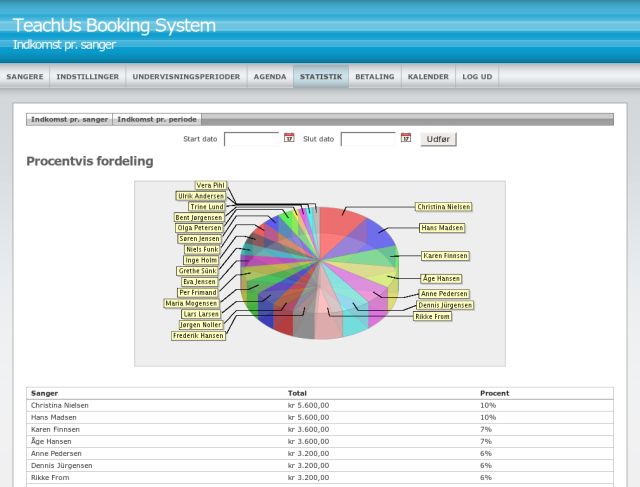 TeachUs Booking System
Indkomst pr. sanger
SANGERE INDSTILLINGER UNDERVISNINGSPERIODER AGENDA STATISTIK BETALING KALENDER LOG UD
Indkomst pr. sanger Indkomst pr. periode
Start dato Slut dato Udfør
Procentvis fordeling
Vera Pihl
Ulrik Andersen
Trine Lund
Bent Jørgensen
Olga Petersen
Søren Jensen
Niels Funk
Inge Holm
Grethe Sünk
Eva Jensen
Per Frimand
Maria Mogensen
Lars Larsen
Jørgen Noller
Frederik Hansen
Christina Nielsen
Hans Madsen
Karen Finnsen
Åge Hansen
Anne Pedersen
Dennis Jürgensen
Rikke From
Sanger Total Procent
Christina Nielsen kr 5.600,00 10%
Hans Madsen kr 5.600,00 10%
Karen Finnsen kr 3.600,00 7%
Åge Hansen kr 3.600,00 7%
Anne Pedersen kr 3.200,00 6%
Dennis Jürgensen kr 3.200,00 6%
Rikke From kr 3.200,00 6%